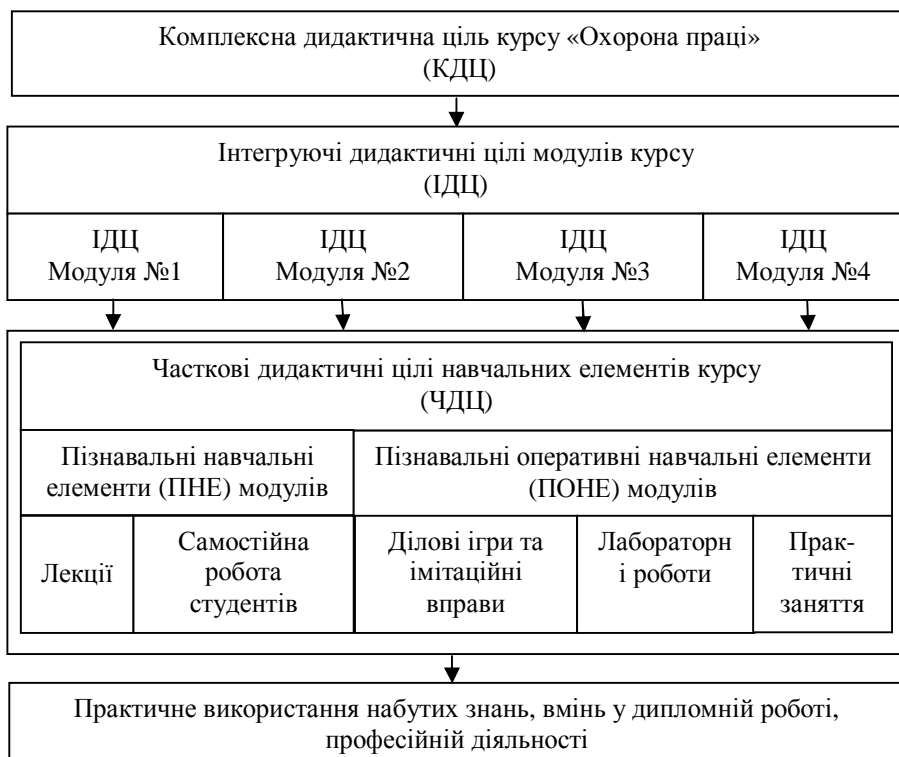 Комплексна дидактична ціль курсу «Охорона праці»
(КДЦ)
Інтегруючі дидактичні цілі модулів курсу
(ІДЦ)
ІДЦ
Модуля №1
ІДЦ
Модуля №2
ІДЦ
Модуля №3
ІДЦ
Модуля №4
Часткові дидактичні цілі навчальних елементів курсу
(ЧДЦ)
Пізнавальні навчальні
елементи (ПНЕ) модулів
Пізнавальні оперативні навчальні елементи
(ПОНЕ) модулів
Лекції
Самостійна
робота
студентів
Ділові ігри та
імітаційні
вправи
Лабораторн
і роботи
Прак-
тичні
заняття
Практичне використання набутих знань, вмінь у дипломній роботі,
професійній діяльності